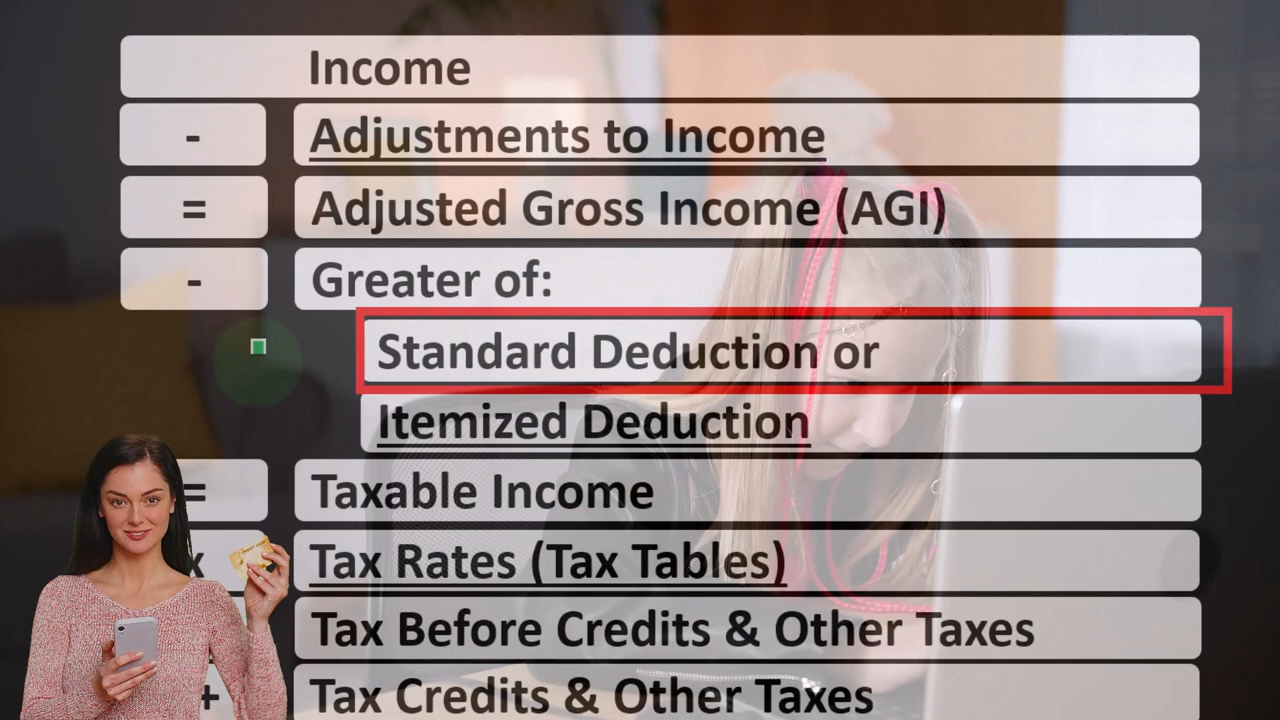 Income
- Adjustments to Income
= Adjusted Gross Income (AGI)
- Greater of:
Standard Deduction or
Itemized Deduction
= Taxable Income
x Tax Rates (Tax Tables)
Tax Before Credits & Other Taxes
+ Tax Credits & Other Taxes